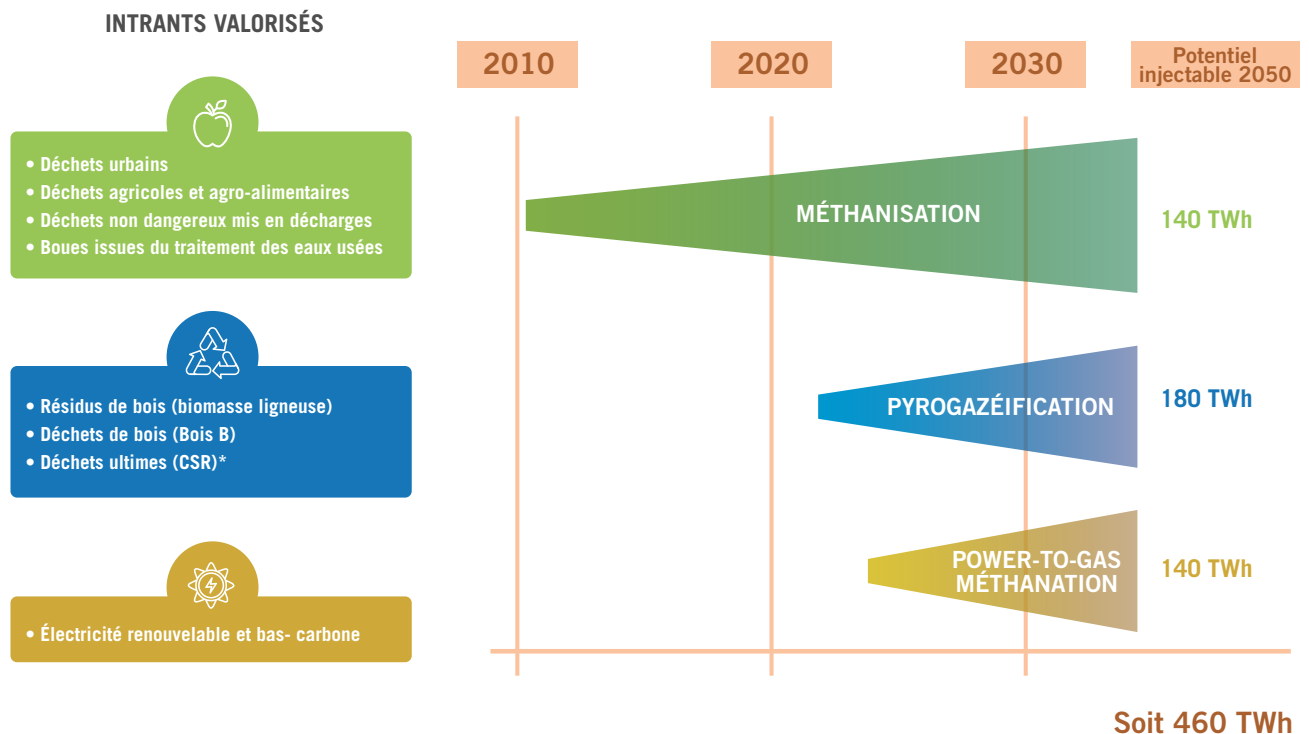 INTRANTS VALORISÉS
2010
2020
2030
Potentiel
injectable 2050
• Déchets urbains
• Déchets agricoles et agro-alimentaires
• Déchets non dangereux mis en décharges
• Boues issues du traitement des eaux usées
MÉTHANISATION
140 TWh
• Résidus de bois (biomasse ligneuse)
• Déchets de bois (Bois B)
• Déchets ultimes (CSR)*
PYROGAZÉIFICATION
180 TWh
• Électricité renouvelable et bas- carbone
POWER-TO-GAS
MÉTHANATION
140 TWh
Soit 460 TWh